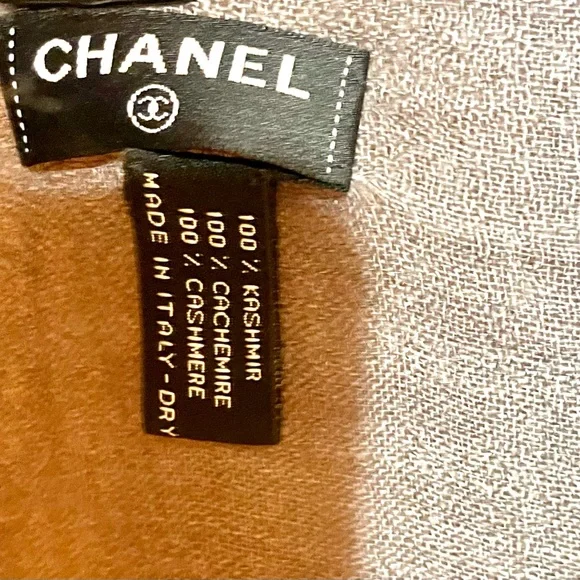 CHANEL
100 % KASHMIR
100 % CACHEMIRE
100 % CASHMERE
MADE IN ITALY-DRY